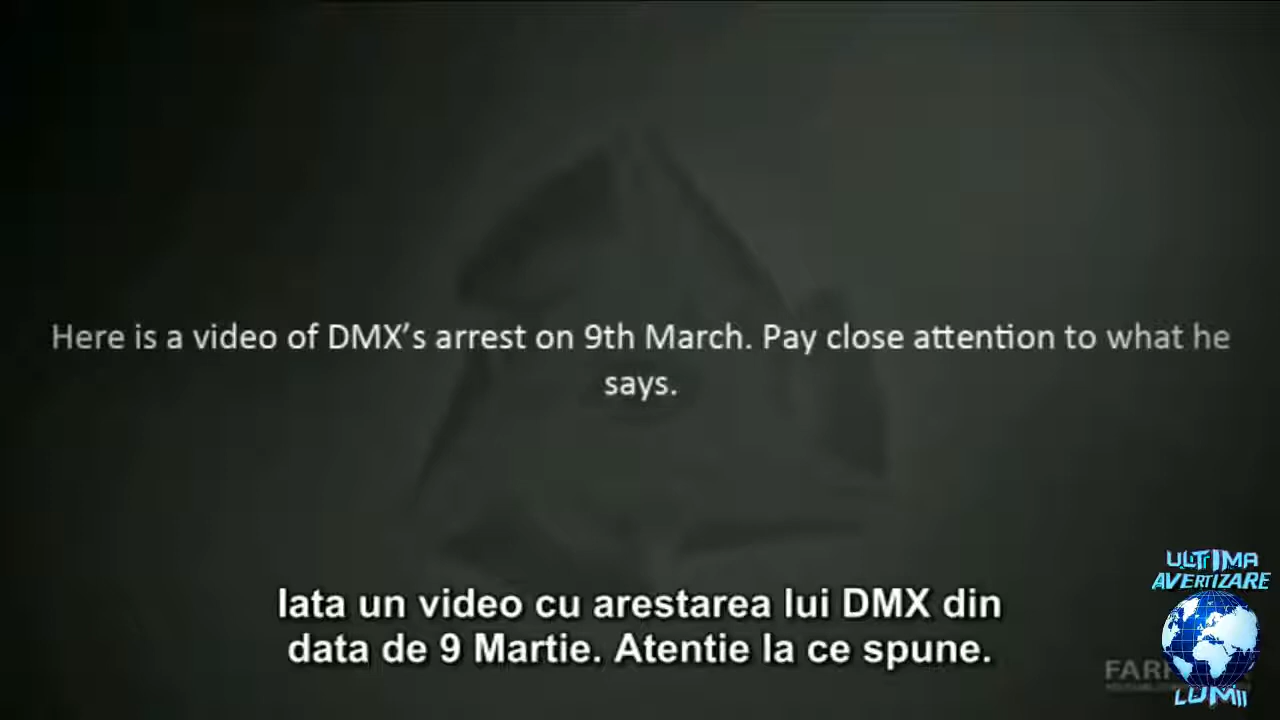 Here is a video of DMX's arrest on 9th March. Pay close attention to what he
says.
Iata un video cu arestarea lui DMX din
data de 9 Martie. Atentie la ce spune.
ULTIMA
AVERTIZARE
LUMII